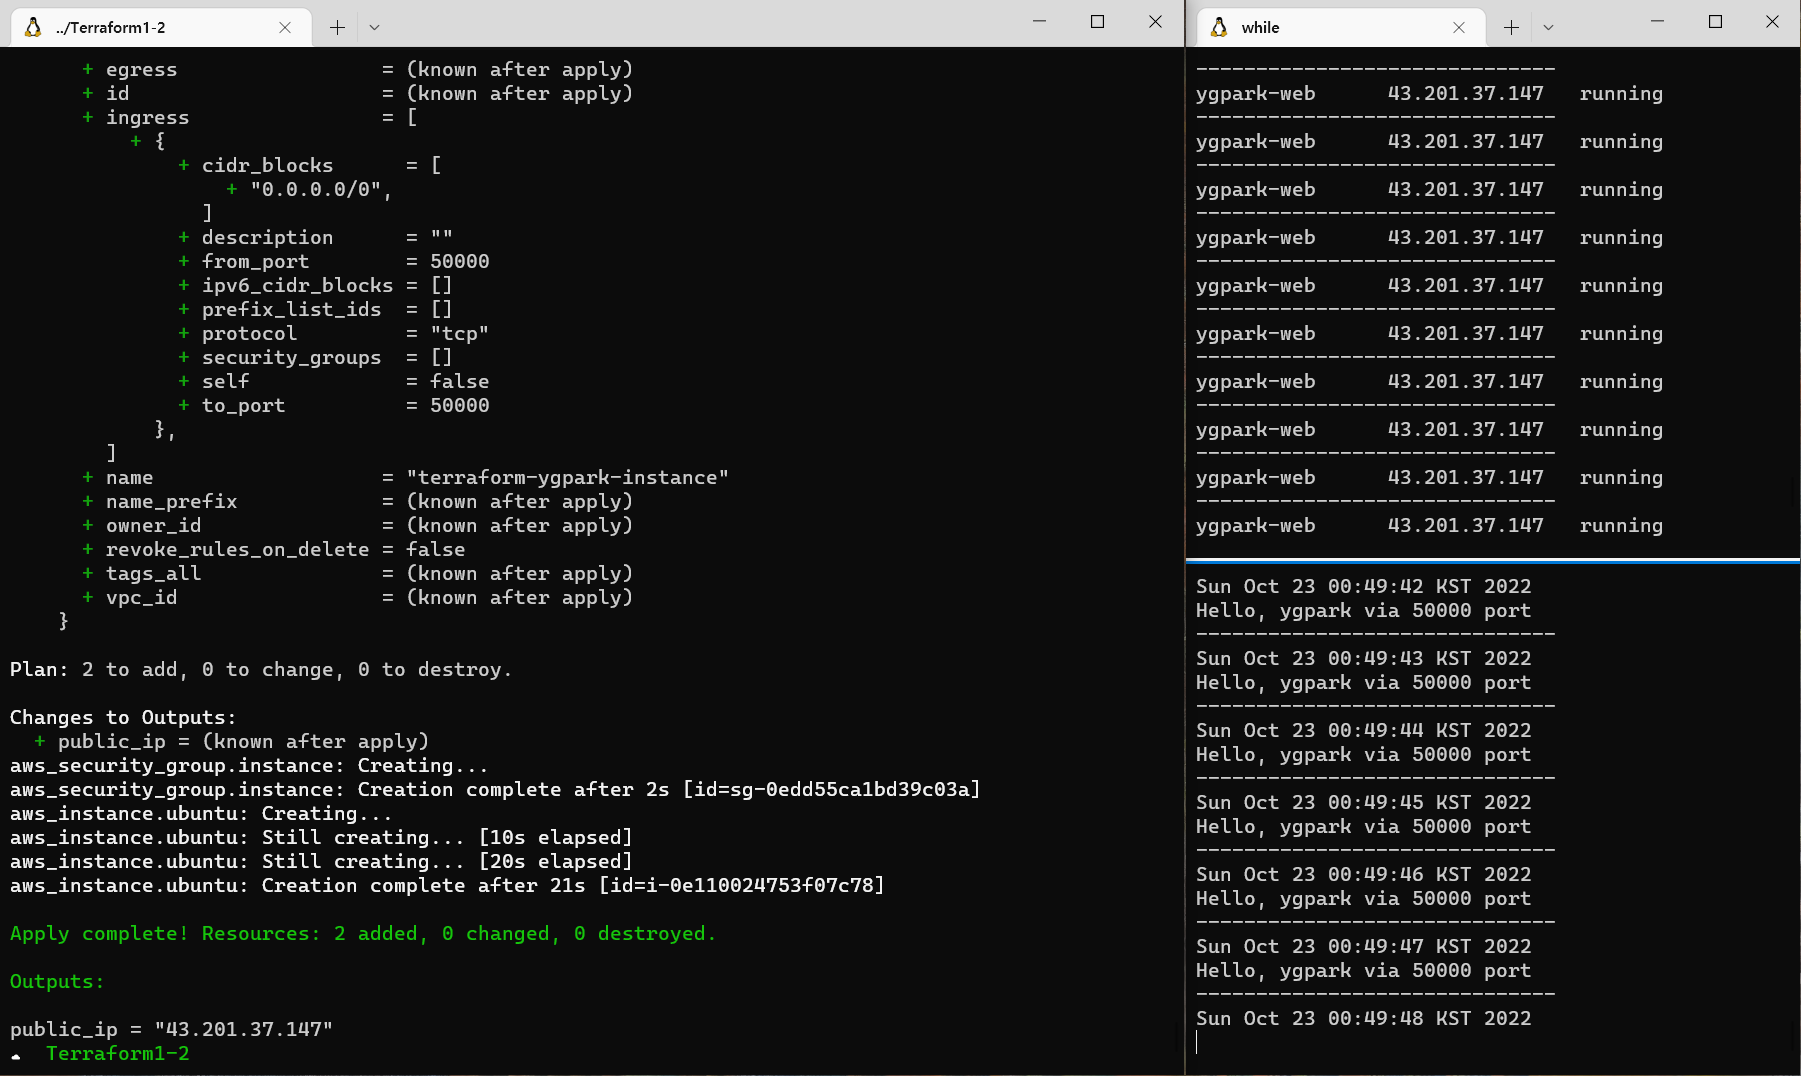 ../Terraform1-2
+ egress = (known after apply)
+ id = (known after apply)
+ ingress = [
+ {
+ cidr_blocks = [
+ "0.0.0.0/0",
]
+ description = ""
+ from_port = 50000
+ ipv6_cidr_blocks = []
+ prefix_list_ids = []
+ protocol = "tcp"
+ security_groups = []
+ self = false
+ to_port = 50000
},
]
+ name = "terraform-ygpark-instance"
+ name_prefix = (known after apply)
+ owner_id = (known after apply)
+ revoke_rules_on_delete = false
+ tags_all = (known after apply)
+ vpc_id = (known after apply)
}
Plan: 2 to add, 0 to change, 0 to destroy.
Changes to Outputs:
+ public_ip = (known after apply)
aws_security_group.instance: Creating...
aws_security_group.instance: Creation complete after 2s [id=sg-0edd55ca1bd39c03a]
aws_instance.ubuntu: Creating...
aws_instance.ubuntu: Still creating... [10s elapsed]
aws_instance.ubuntu: Still creating... [20s elapsed]
aws_instance.ubuntu: Creation complete after 21s [id=i-0e110024753f07c78]
Apply complete! Resources: 2 added, 0 changed, 0 destroyed.
Outputs:
public_ip = "43.201.37.147"
Terraform1-2
while
------------------------------
ygpark-web 43.201.37.147 running
------------------------------
ygpark-web 43.201.37.147 running
------------------------------
ygpark-web 43.201.37.147 running
------------------------------
ygpark-web 43.201.37.147 running
------------------------------
ygpark-web 43.201.37.147 running
------------------------------
ygpark-web 43.201.37.147 running
------------------------------
ygpark-web 43.201.37.147 running
------------------------------
ygpark-web 43.201.37.147 running
------------------------------
ygpark-web 43.201.37.147 running
------------------------------
ygpark-web 43.201.37.147 running
Sun Oct 23 00:49:42 KST 2022
Hello, ygpark via 50000 port
------------------------------
Sun Oct 23 00:49:43 KST 2022
Hello, ygpark via 50000 port
------------------------------
Sun Oct 23 00:49:44 KST 2022
Hello, ygpark via 50000 port
------------------------------
Sun Oct 23 00:49:45 KST 2022
Hello, ygpark via 50000 port
------------------------------
Sun Oct 23 00:49:46 KST 2022
Hello, ygpark via 50000 port
------------------------------
Sun Oct 23 00:49:47 KST 2022
Hello, ygpark via 50000 port
------------------------------
Sun Oct 23 00:49:48 KST 2022